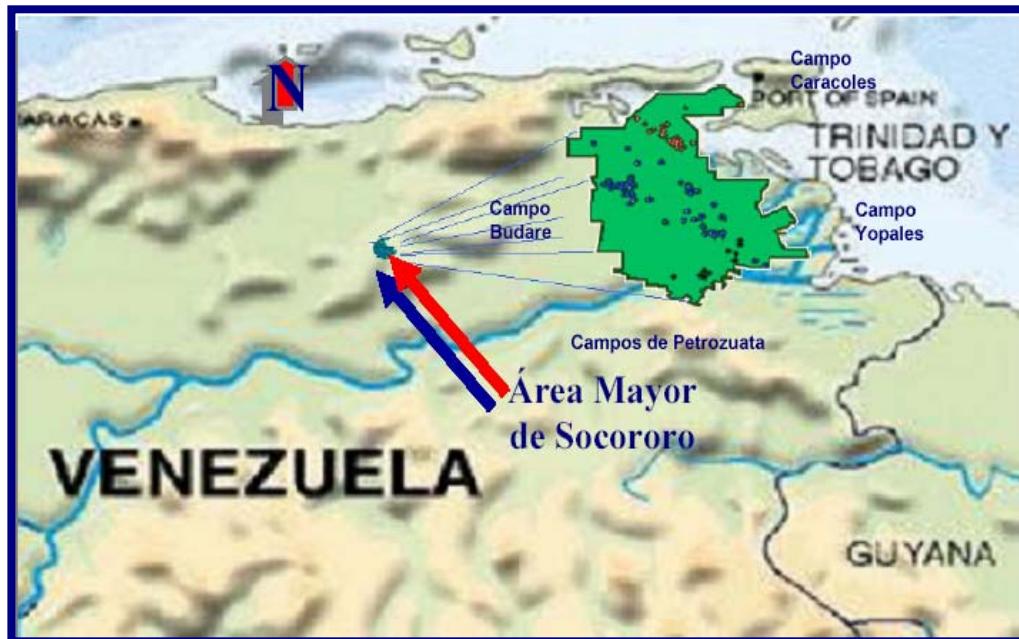 N
Campo
Caracoles
PORT OF SPAIN
ARACAS
TRINIDAD Y
TOBAGO
Campo
Budare
Campo
Yopales
Campos de Petrozuata
Área Mayor
de Socororo
VENEZUELA
GUYANA